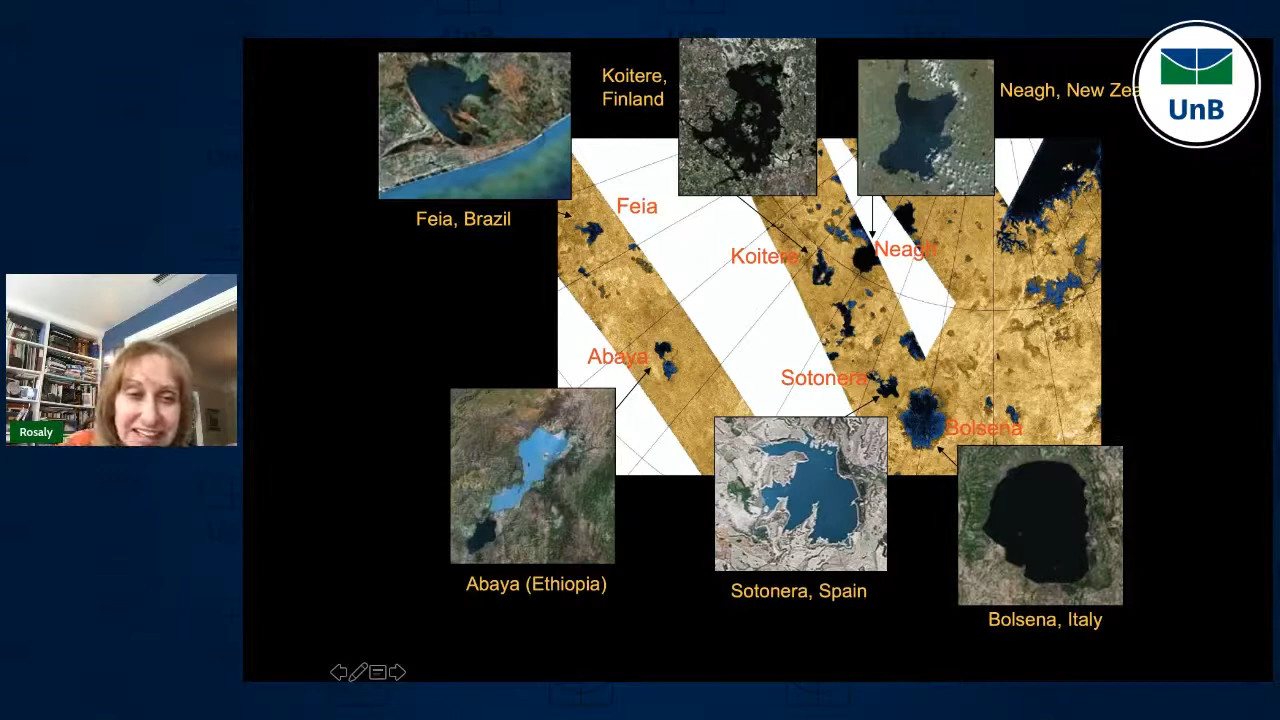 Koitere,
Finland
Neagh, New Zea
UnB
Feia, Brazil
Feia
Koitere
Neagh
Abaya
Sotonera
Bolsena
Rosaly
Abaya (Ethiopia)
Sotonera, Spain
Bolsena, Italy